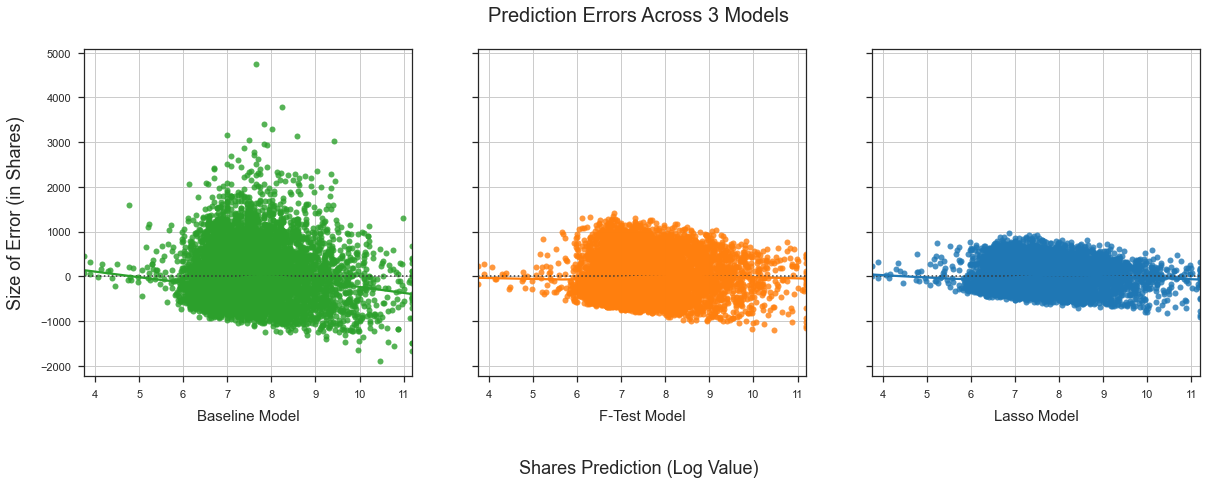 Prediction Errors Across 3 Models
Size of Error (in Shares)
5000
4000
3000
2000
1000
0
−1000
−2000
4 5 6 7 8 9 10 11
Baseline Model
4 5 6 7 8 9 10 11
F-Test Model
4 5 6 7 8 9 10 11
Lasso Model
Shares Prediction (Log Value)